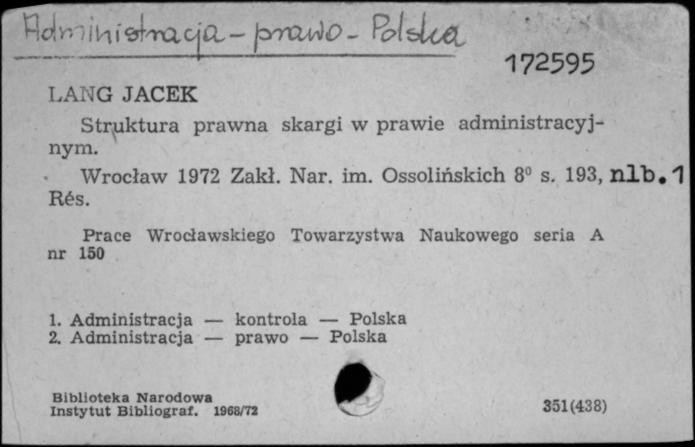 Administracja - prawo - Polska
172595
LANG JACEK
Struktura prawna skargi w prawie administracyj-
nym.
Wrocław 1972 Zakł. Nar. im. Ossolińskich 8° s. 193, nlb. 1
Rés.
Prace Wrocławskiego Towarzystwa Naukowego seria A
nr 150
1. Administracja — kontrola — Polska
2. Administracja — prawo — Polska
Biblioteka Narodowa
Instytut Bibliograf. 1968/72
351(438)